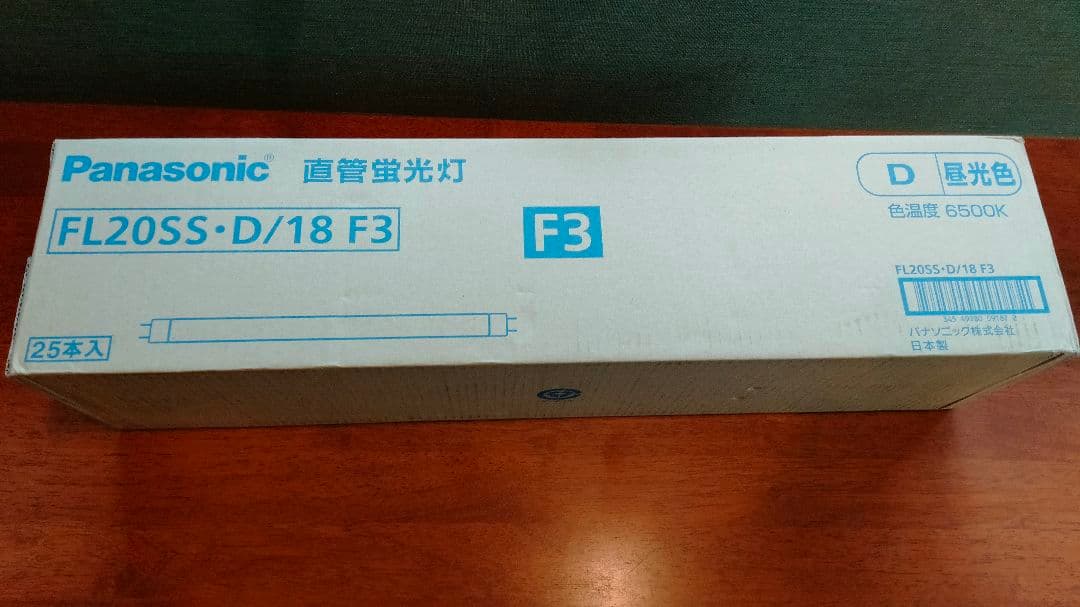 Panasonic® 直管蛍光灯
D 昼光色
色温度 6500K
FL20SS・D/18 F3
F3
FL20SS・D/18 F3
パナソニック株式会社
日本製
25本入